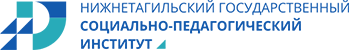 НИЖНЕТАГИЛЬСКИЙ ГОСУДАРСТВЕННЫЙ
СОЦИАЛЬНО-ПЕДАГОГИЧЕСКИЙ
ИНСТИТУТ